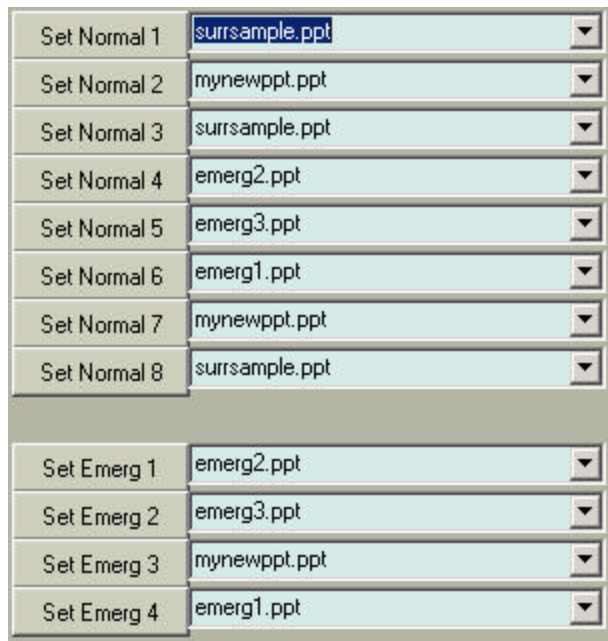 Set Normal 1 surrsample.ppt
Set Normal 2 mynewppt.ppt
Set Normal 3 surrsample.ppt
Set Normal 4 emerg2.ppt
Set Normal 5 emerg3.ppt
Set Normal 6 emerg1.ppt
Set Normal 7 mynewppt.ppt
Set Normal 8 surrsample.ppt
Set Emerg 1 emerg2.ppt
Set Emerg 2 emerg3.ppt
Set Emerg 3 mynewppt.ppt
Set Emerg 4 emerg1.ppt